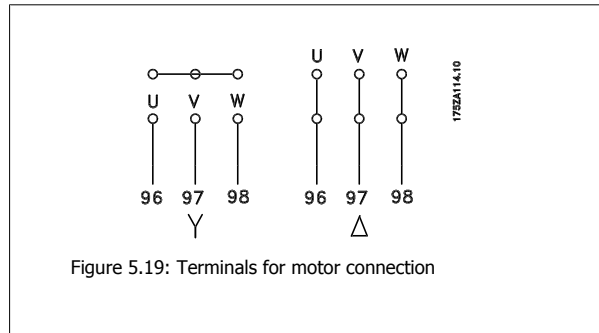 U V W
U V W
96 97 98
96 97 98
Y Δ
175ZA114.10
Figure 5.19: Terminals for motor connection